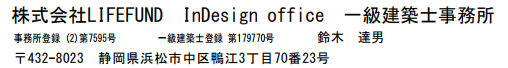 株式会社LIFEFUND　InDesign office　一級建築士事務所
事務所登録 (2)第7595号　　　一級建築士登録 第179770号　　　鈴木　達男
〒432-8023　静岡県浜松市中区鴨江3丁目70番23号